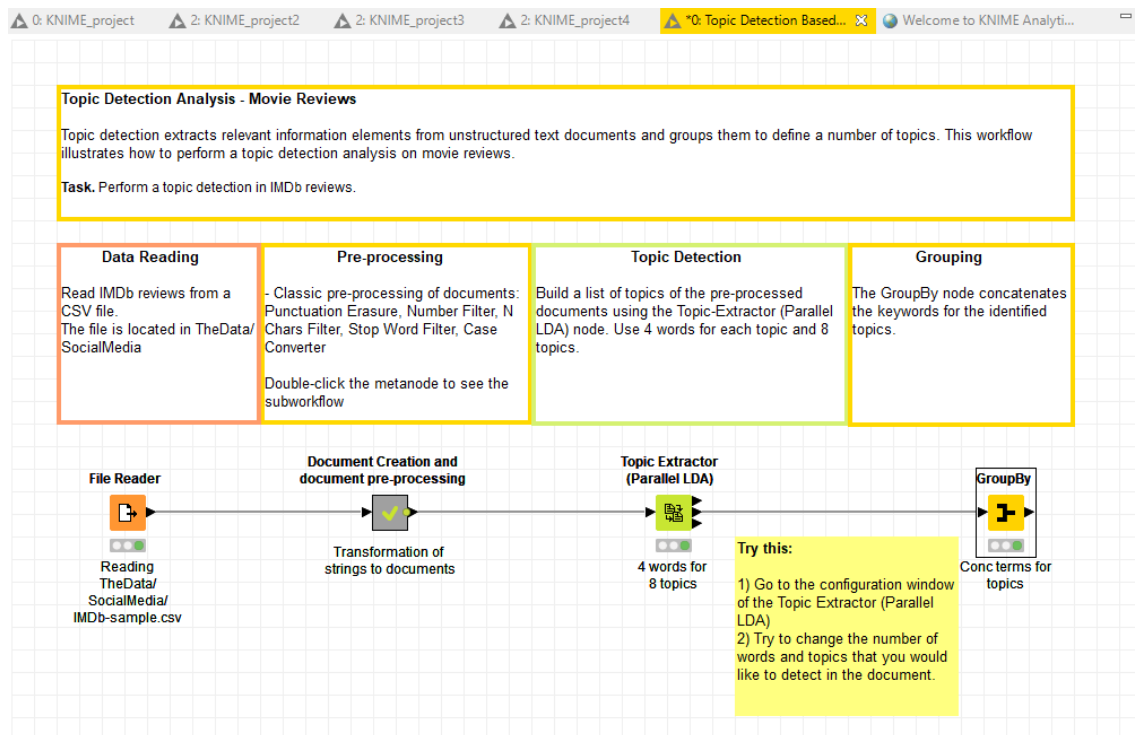 0: KNIME_project 2: KNIME_project2 2: KNIME_project3 2: KNIME_project4 *0: Topic Detection Based... Welcome to KNIME Analyti...
Topic Detection Analysis - Movie Reviews
Topic detection extracts relevant information elements from unstructured text documents and groups them to define a number of topics. This workflow
illustrates how to perform a topic detection analysis on movie reviews.
Task. Perform a topic detection in IMDb reviews.
Data Reading
Read IMDb reviews from a
CSV file.
The file is located in TheData/
SocialMedia
Pre-processing
- Classic pre-processing of documents:
Punctuation Erasure, Number Filter, N
Chars Filter, Stop Word Filter, Case
Converter
Double-click the metanode to see the
subworkflow
Topic Detection
Build a list of topics of the pre-processed
documents using the Topic-Extractor (Parallel
LDA) node. Use 4 words for each topic and 8
topics.
Grouping
The GroupBy node concatenates
the keywords for the identified
topics.
File Reader
Reading
TheData/
SocialMedia/
IMDb-sample.csv
Document Creation and
document pre-processing
Transformation of
strings to documents
Topic Extractor
(Parallel LDA)
4 words for
8 topics
Try this:
1) Go to the configuration window
of the Topic Extractor (Parallel
LDA)
2) Try to change the number of
words and topics that you would
like to detect in the document.
GroupBy
Conc terms for
topics